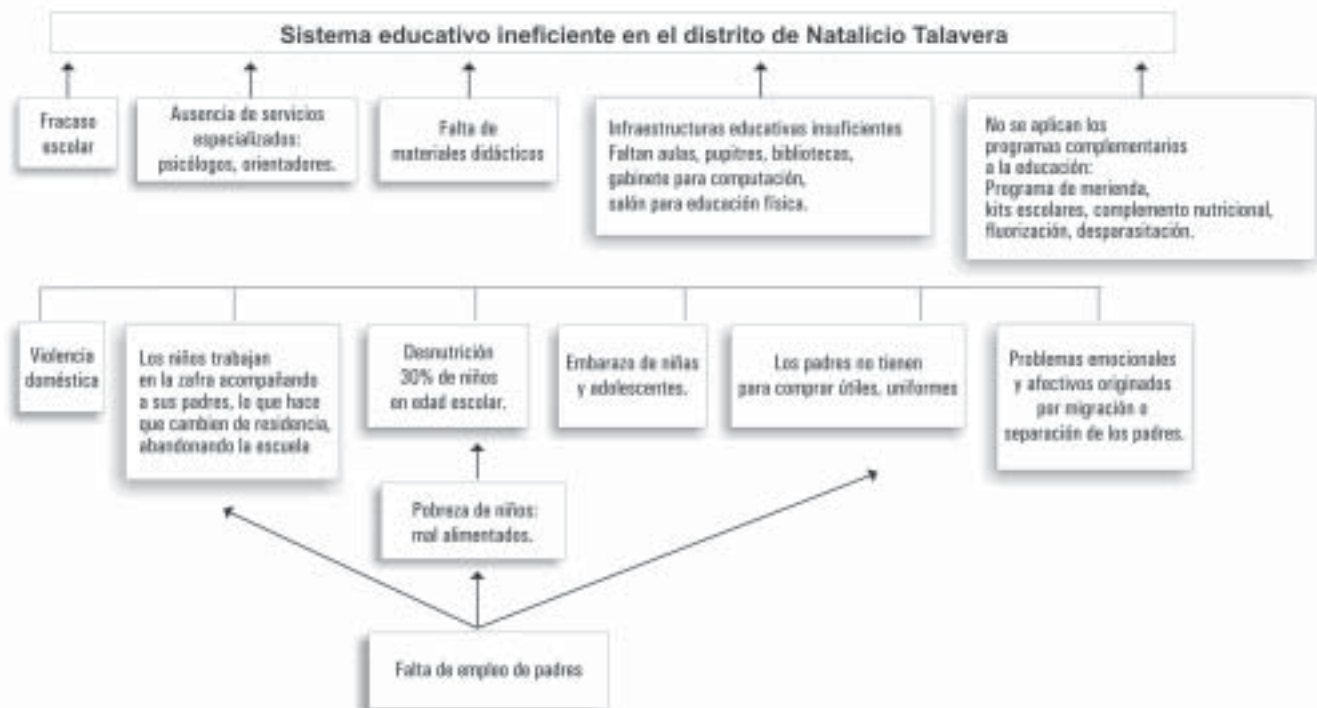 Sistema educativo ineficiente en el distrito de Natalicio Talavera
Fracaso
escolar
Ausencia de servicios
especializados:
psicólogos, orientadores.
Falta de
materiales didácticos
Infraestructuras educativas insuficientes
Faltan aulas, pupitres, bibliotecas,
gabinete para computación,
salón para educación física.
No se aplican los
programas complementarios
a la educación:
Programa de merienda,
kits escolares, complemento nutricional,
fluorización, desparasitación.
Violencia
doméstica
Los niños trabajan
en la zafra acompañando
a sus padres, lo que hace
que cambien de residencia,
abandonando la escuela
Desnutrición
30% de niños
en edad escolar.
Embarazo de niñas
y adolescentes.
Los padres no tienen
para comprar útiles, uniformes
Problemas emocionales
y afectivos originados
por migración o
separación de los padres.
Pobreza de niños:
mal alimentados.
Falta de empleo de padres